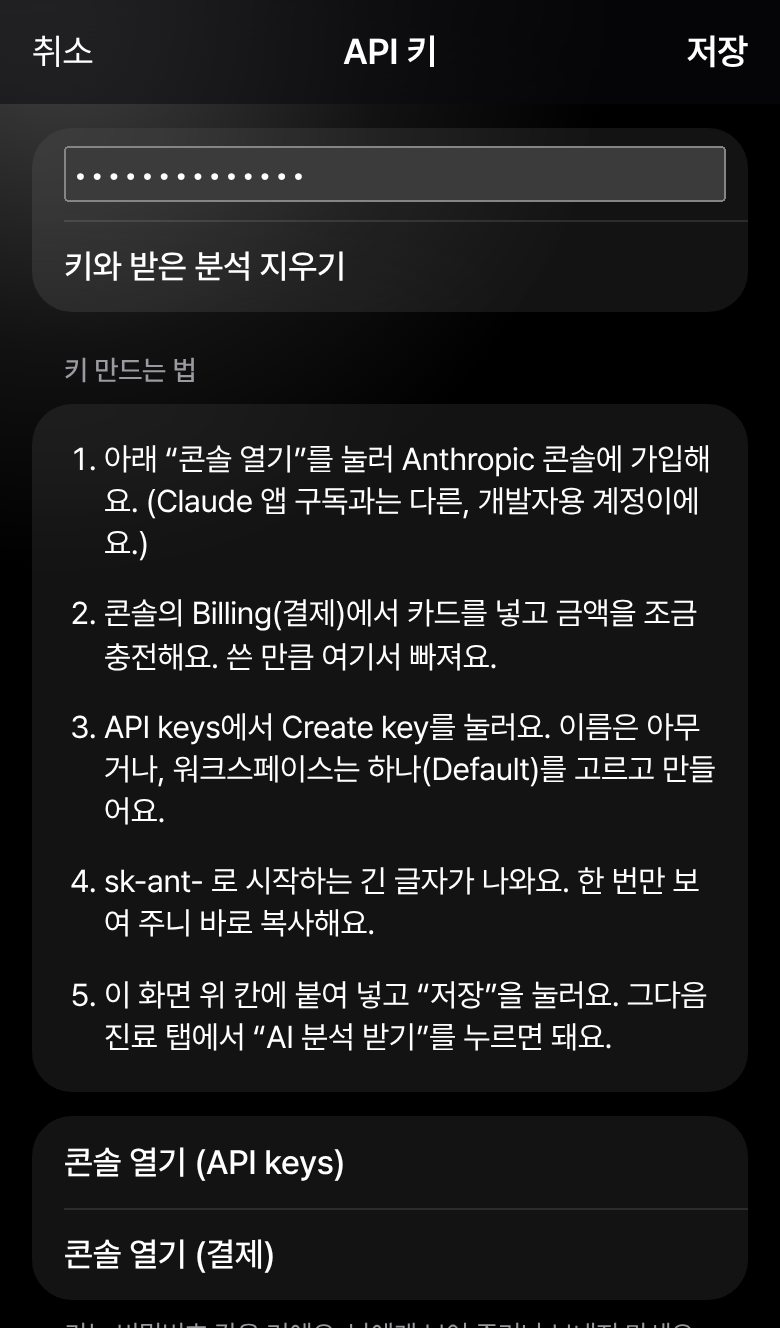 취소
API 키
저장
••••••••••••••
키와 받은 분석 지우기
키 만드는 법
1. 아래 “콘솔 열기”를 눌러 Anthropic 콘솔에 가입해
요. (Claude 앱 구독과는 다른, 개발자용 계정이에
요.)
2. 콘솔의 Billing(결제)에서 카드를 넣고 금액을 조금
충전해요. 쓴 만큼 여기서 빠져요.
3. API keys에서 Create key를 눌러요. 이름은 아무
거나, 워크스페이스는 하나(Default)를 고르고 만들
어요.
4. sk-ant- 로 시작하는 긴 글자가 나와요. 한 번만 보
여 주니 바로 복사해요.
5. 이 화면 위 칸에 붙여 넣고 “저장”을 눌러요. 그다음
진료 탭에서 “AI 분석 받기”를 누르면 돼요.
콘솔 열기 (API keys)
콘솔 열기 (결제)